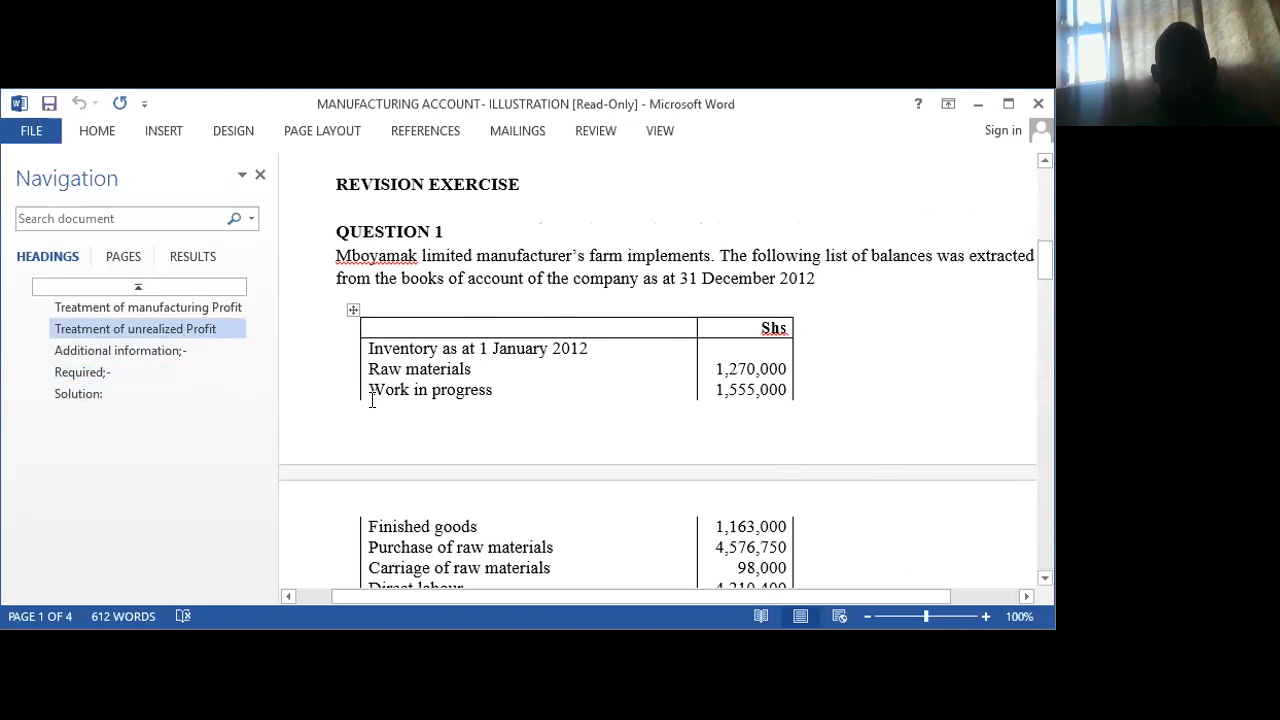 MANUFACTURING ACCOUNT- ILLUSTRATION [Read-Only] - Microsoft Word
?
FILE HOME INSERT DESIGN PAGE LAYOUT REFERENCES MAILINGS REVIEW VIEW Sign in
Navigation
Search document
HEADINGS PAGES RESULTS
Treatment of manufacturing Profit
Treatment of unrealized Profit
Additional information;-
Required;-
Solution:
REVISION EXERCISE
QUESTION 1
Mboyamak limited manufacturer’s farm implements. The following list of balances was extracted
from the books of account of the company as at 31 December 2012
Shs
Inventory as at 1 January 2012
Raw materials 1,270,000
Work in progress 1,555,000
Finished goods 1,163,000
Purchase of raw materials 4,576,750
Carriage of raw materials 98,000
Direct labour 4,210,400
PAGE 1 OF 4 612 WORDS 100%